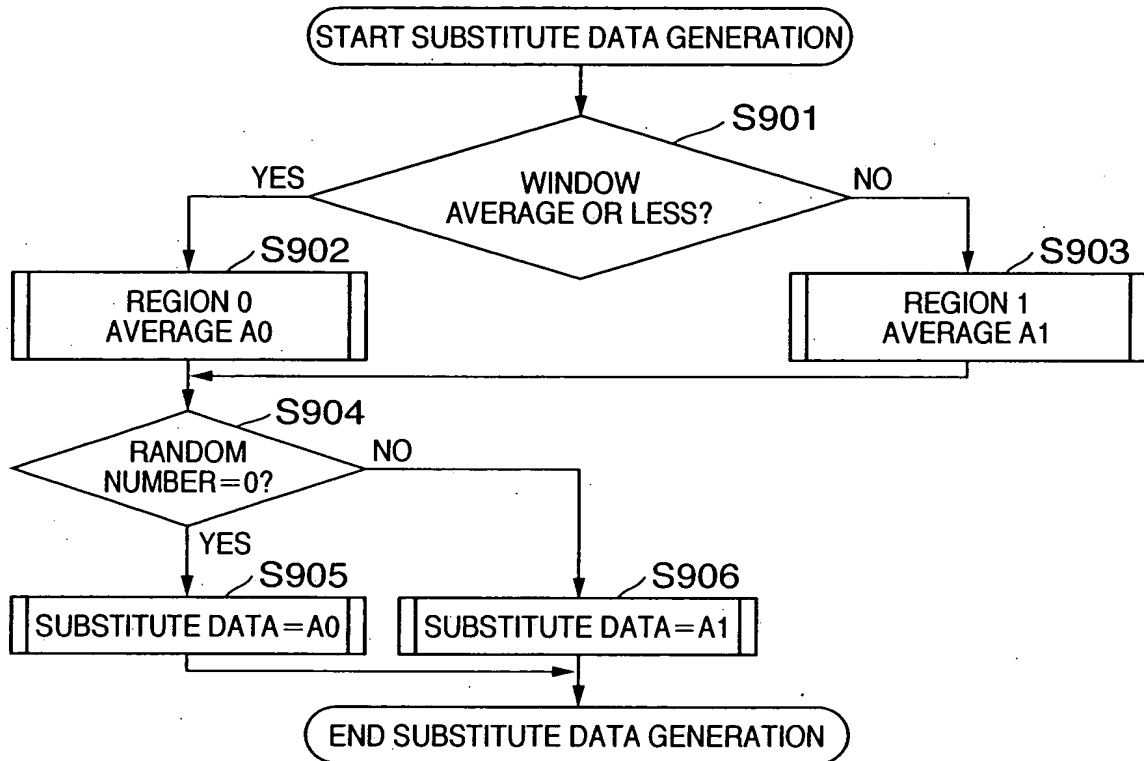 START SUBSTITUTE DATA GENERATION
S901
YES
WINDOW
AVERAGE OR LESS?
NO
S902
S903
REGION 0
AVERAGE A0
REGION 1
AVERAGE A1
S904
RANDOM
NUMBER=0?
NO
YES
S905
S906
SUBSTITUTE DATA=A0
SUBSTITUTE DATA=A1
END SUBSTITUTE DATA GENERATION